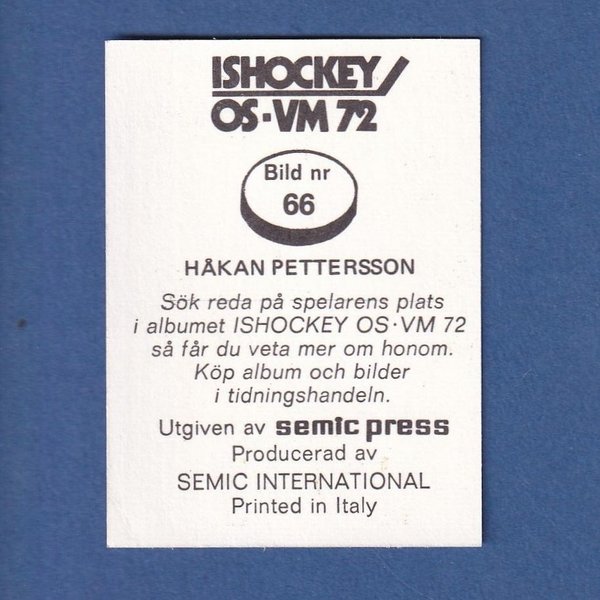 ISHOCKEY
OS·VM 72
Bild nr
66
HÅKAN PETTERSSON
Sök reda på spelarens plats
i albumet ISHOCKEY OS·VM 72
så får du veta mer om honom.
Köp album och bilder
i tidningshandeln.
Utgiven av semic press
Producerad av
SEMIC INTERNATIONAL
Printed in Italy